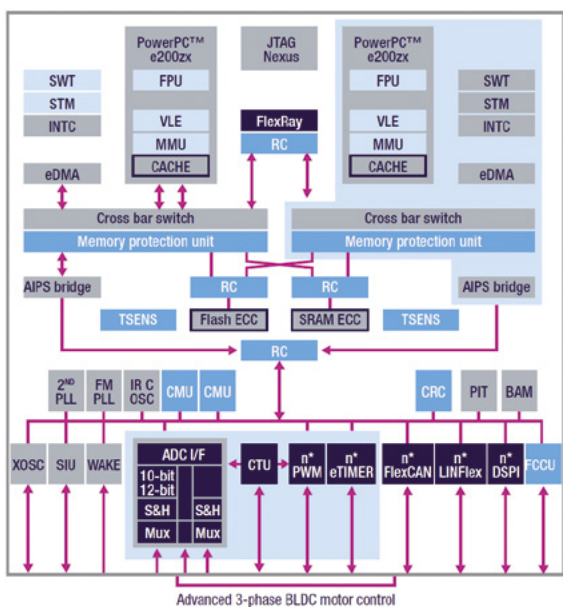 PowerPC™
e200zx
JTAG
Nexus
PowerPC™
e200zx
SWT
FPU
FPU
SWT
STM
STM
INTC
VLE
FlexRay
VLE
INTC
MMU
RC
MMU
eDMA
CACHE
CACHE
eDMA
Cross bar switch
Cross bar switch
Memory protection unit
Memory protection unit
AIPS bridge
RC
RC
AIPS bridge
TSENS
Flash ECC
SRAM ECC
TSENS
RC
2ND
PLL
FM
PLL
IR C
OSC
CMU
CMU
CRC
PIT
BAM
XOSC
SIU
WAKE
ADC I/F
10-bit
12-bit
S&H
S&H
Mux
Mux
CTU
n*
PWM
n*
eTIMER
n*
FlexCAN
n*
LINFlex
n*
DSPI
FCCU
Advanced 3-phase BLDC motor control